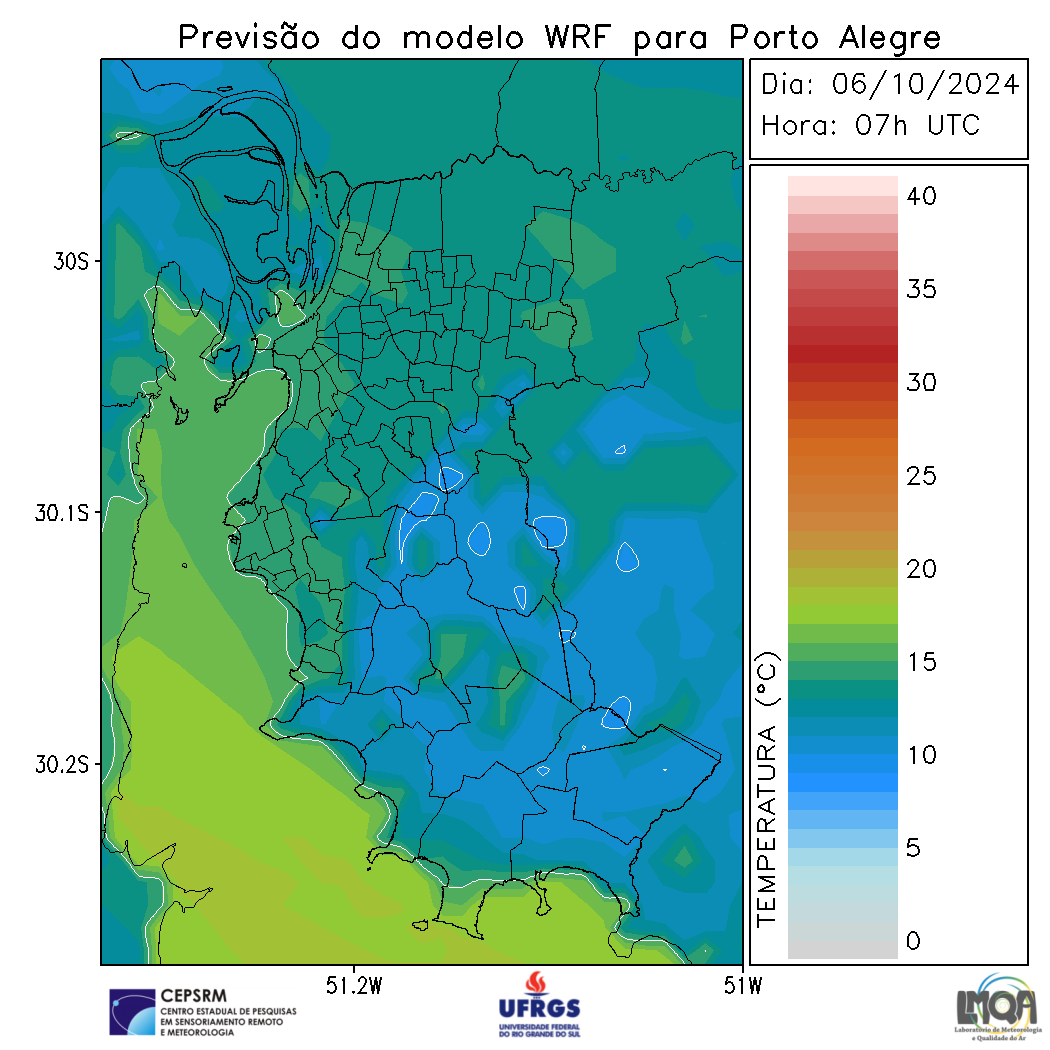 Previsão do modelo WRF para Porto Alegre
Dia: 06/10/2024
Hora: 07h UTC
40
35
30
25
20
15
10
5
0
TEMPERATURA (°C)
30S
30.1S
30.2S
51.2W
51W
CEPSRM
CENTRO ESTADUAL DE PESQUISAS
EM SENSORIAMENTO REMOTO
E METEOROLOGIA
UFRGS
UNIVERSIDADE FEDERAL
DO RIO GRANDE DO SUL
LMQA
Laboratório de Meteorologia
e Qualidade do Ar